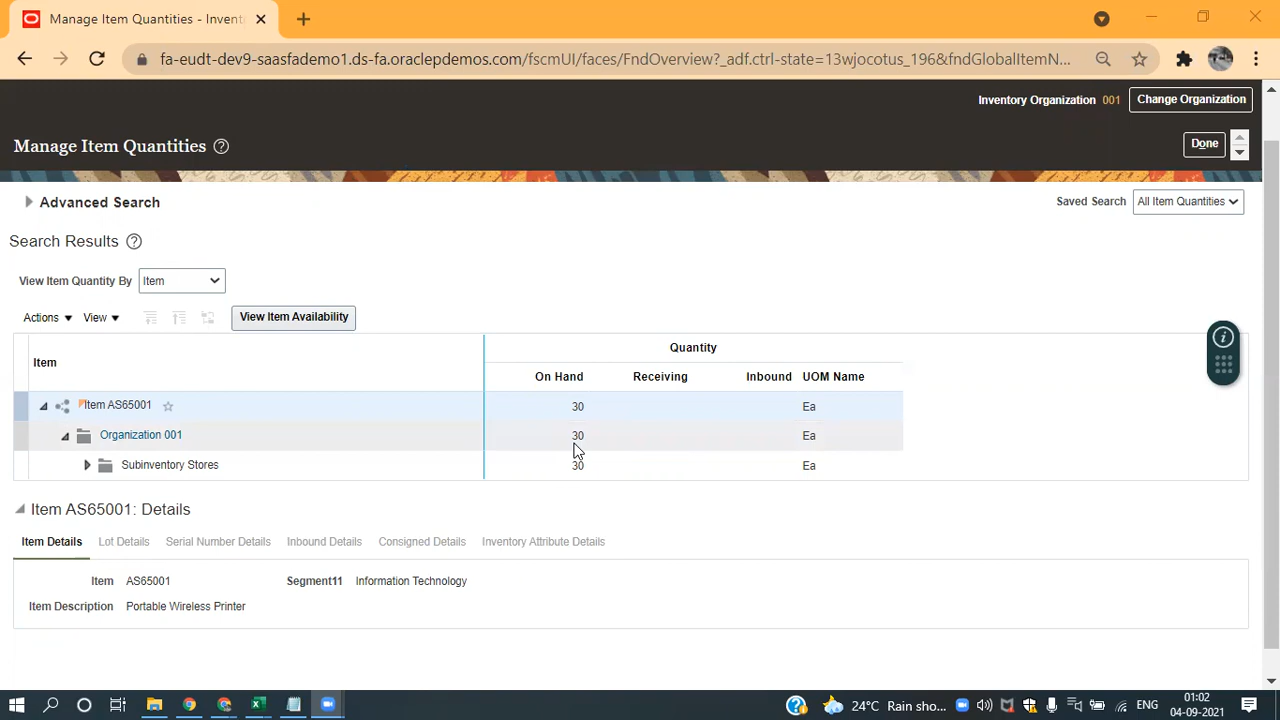 Manage Item Quantities - Invent
fa-eudt-dev9-saasfademo1.ds-fa.oraclepdemos.com/fscmUI/faces/FndOverview?_adf.ctrl-state=13wjocotus_196&fndGlobalItemN...
Inventory Organization 001 Change Organization
Manage Item Quantities ?
Done
Advanced Search
Saved Search All Item Quantities
Search Results ?
View Item Quantity By Item
Actions View View Item Availability
Quantity
Item
On Hand Receiving Inbound UOM Name
Item AS65001 30 Ea
Organization 001 30 Ea
Subinventory Stores 30 Ea
Item AS65001: Details
Item Details Lot Details Serial Number Details Inbound Details Consigned Details Inventory Attribute Details
Item AS65001 Segment11 Information Technology
Item Description Portable Wireless Printer
24°C Rain sho... ENG 01:02
04-09-2021